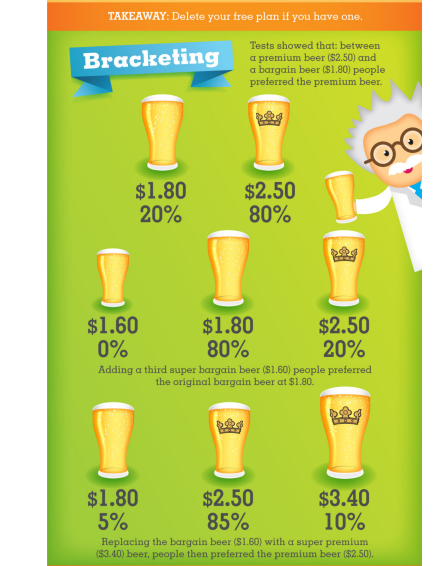 TAKEAWAY: Delete your free plan if you have one.
Bracketing
Tests showed that: between
a premium beer ($2.50) and
a bargain beer ($1.80) people
preferred the premium beer.
$1.80 $2.50
20% 80%
$1.60 $1.80 $2.50
0% 80% 20%
Adding a third super bargain beer ($1.60) people preferred
the original bargain beer at $1.80.
$1.80 $2.50 $3.40
5% 85% 10%
Replacing the bargain beer ($1.60) with a super premium
($3.40) beer, people then preferred the premium beer ($2.50).